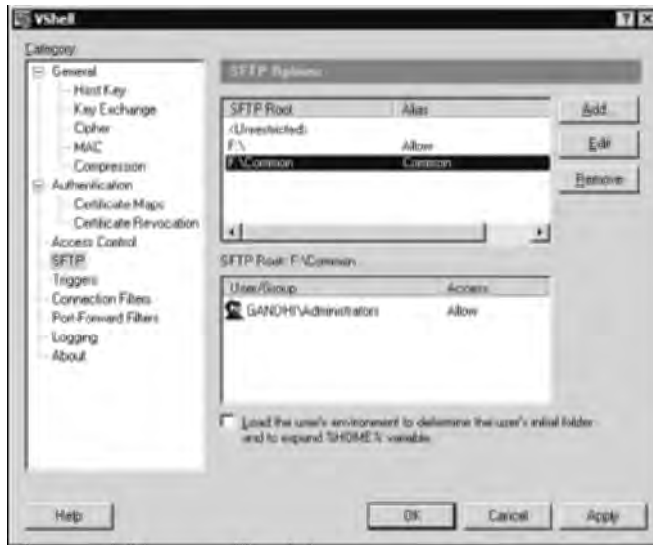 VShell
Category
General
Host Key
Key Exchange
Cipher
MAC
Compression
Authentication
Certificate Maps
Certificate Revocation
Access Control
SFTP
Triggers
Connection Filters
Port-Forward Filters
Logging
About
SFTP Options
SFTP Root Alias
<Unrestricted>
F:\ Allow
F:\Common Common
Add...
Edit
Remove
SFTP Root: F:\Common
User/Group Access
GANDHI\Administrators Allow
Load the user's environment to determine the user's initial folder
and to expand %HOME% variable.
Help
OK
Cancel
Apply